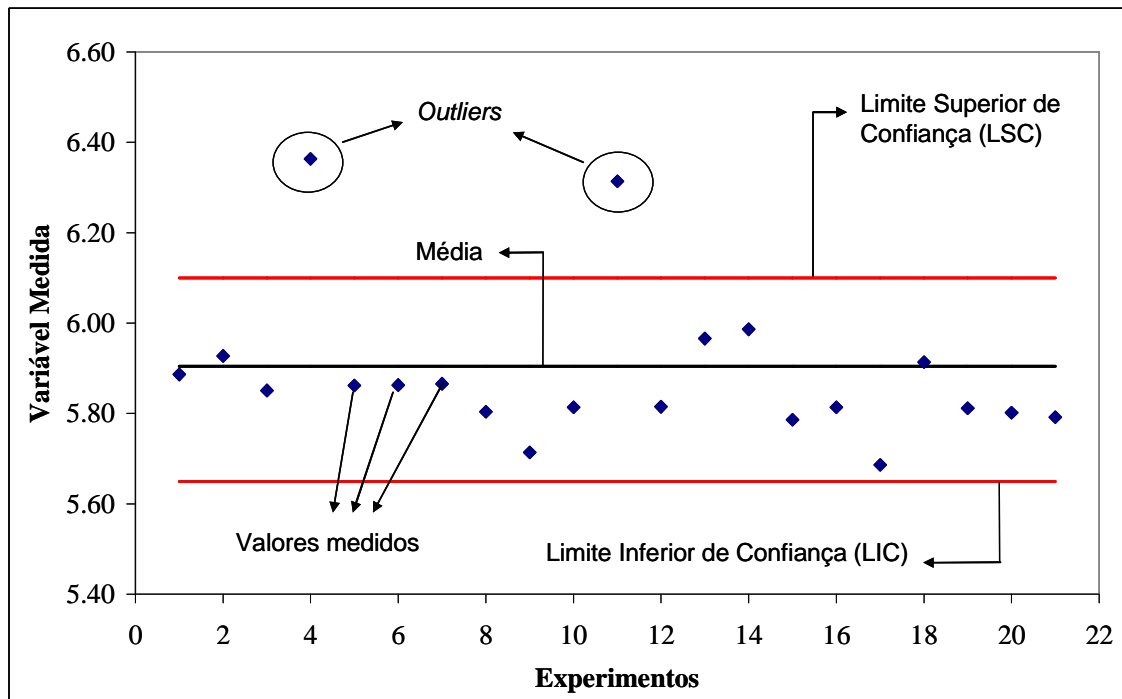 6.60
6.40
6.20
6.00
5.80
5.60
5.40
Variável Medida
Outliers
Limite Superior de
Confiança (LSC)
Média
Valores medidos
Limite Inferior de Confiança (LIC)
0
2
4
6
8
10
12
14
16
18
20
22
Experimentos